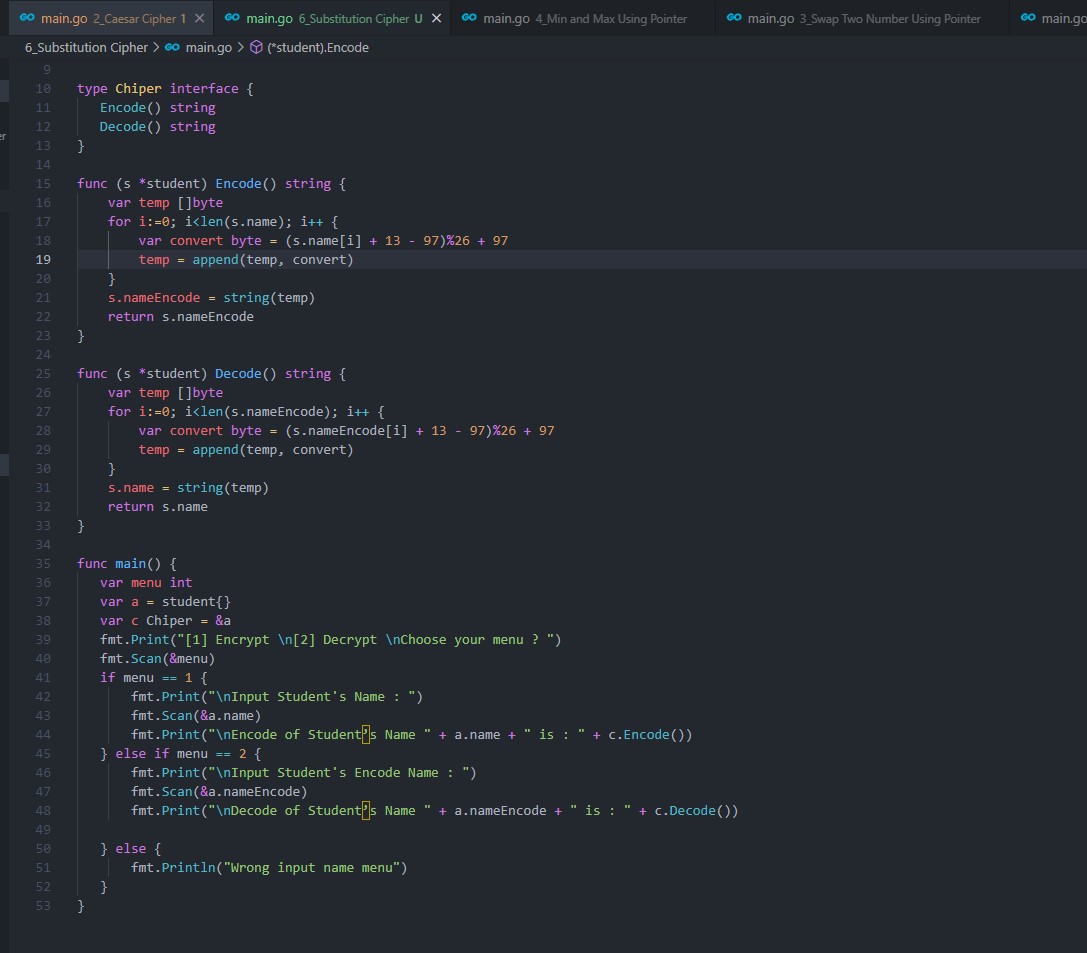 main.go 2_Caesar Cipher 1 main.go 6_Substitution Cipher U main.go 4_Min and Max Using Pointer main.go 3_Swap Two Number Using Pointer main.go
6_Substitution Cipher > main.go > (*student).Encode
er
9
10 type Chiper interface {
11 Encode() string
12 Decode() string
13 }
14
15 func (s *student) Encode() string {
16 var temp []byte
17 for i:=0; i<len(s.name); i++ {
18 var convert byte = (s.name[i] + 13 - 97)%26 + 97
19 temp = append(temp, convert)
20 }
21 s.nameEncode = string(temp)
22 return s.nameEncode
23 }
24
25 func (s *student) Decode() string {
26 var temp []byte
27 for i:=0; i<len(s.nameEncode); i++ {
28 var convert byte = (s.nameEncode[i] + 13 - 97)%26 + 97
29 temp = append(temp, convert)
30 }
31 s.name = string(temp)
32 return s.name
33 }
34
35 func main() {
36 var menu int
37 var a = student{}
38 var c Chiper = &a
39 fmt.Print("[1] Encrypt \n[2] Decrypt \nChoose your menu ? ")
40 fmt.Scan(&menu)
41 if menu == 1 {
42 fmt.Print("\nInput Student's Name : ")
43 fmt.Scan(&a.name)
44 fmt.Print("\nEncode of Student’s Name " + a.name + " is : " + c.Encode())
45 } else if menu == 2 {
46 fmt.Print("\nInput Student's Encode Name : ")
47 fmt.Scan(&a.nameEncode)
48 fmt.Print("\nDecode of Student’s Name " + a.nameEncode + " is : " + c.Decode())
49
50 } else {
51 fmt.Println("Wrong input name menu")
52 }
53 }